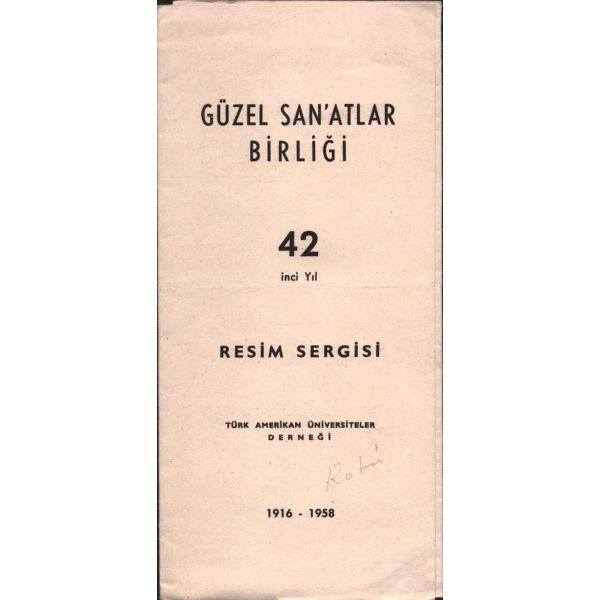 GÜZEL SAN'ATLAR
BİRLİĞİ
42
inci Yıl
RESİM SERGİSİ
TÜRK AMERİKAN ÜNİVERSİTELER
DERNEĞİ
Kötü
1916 - 1958